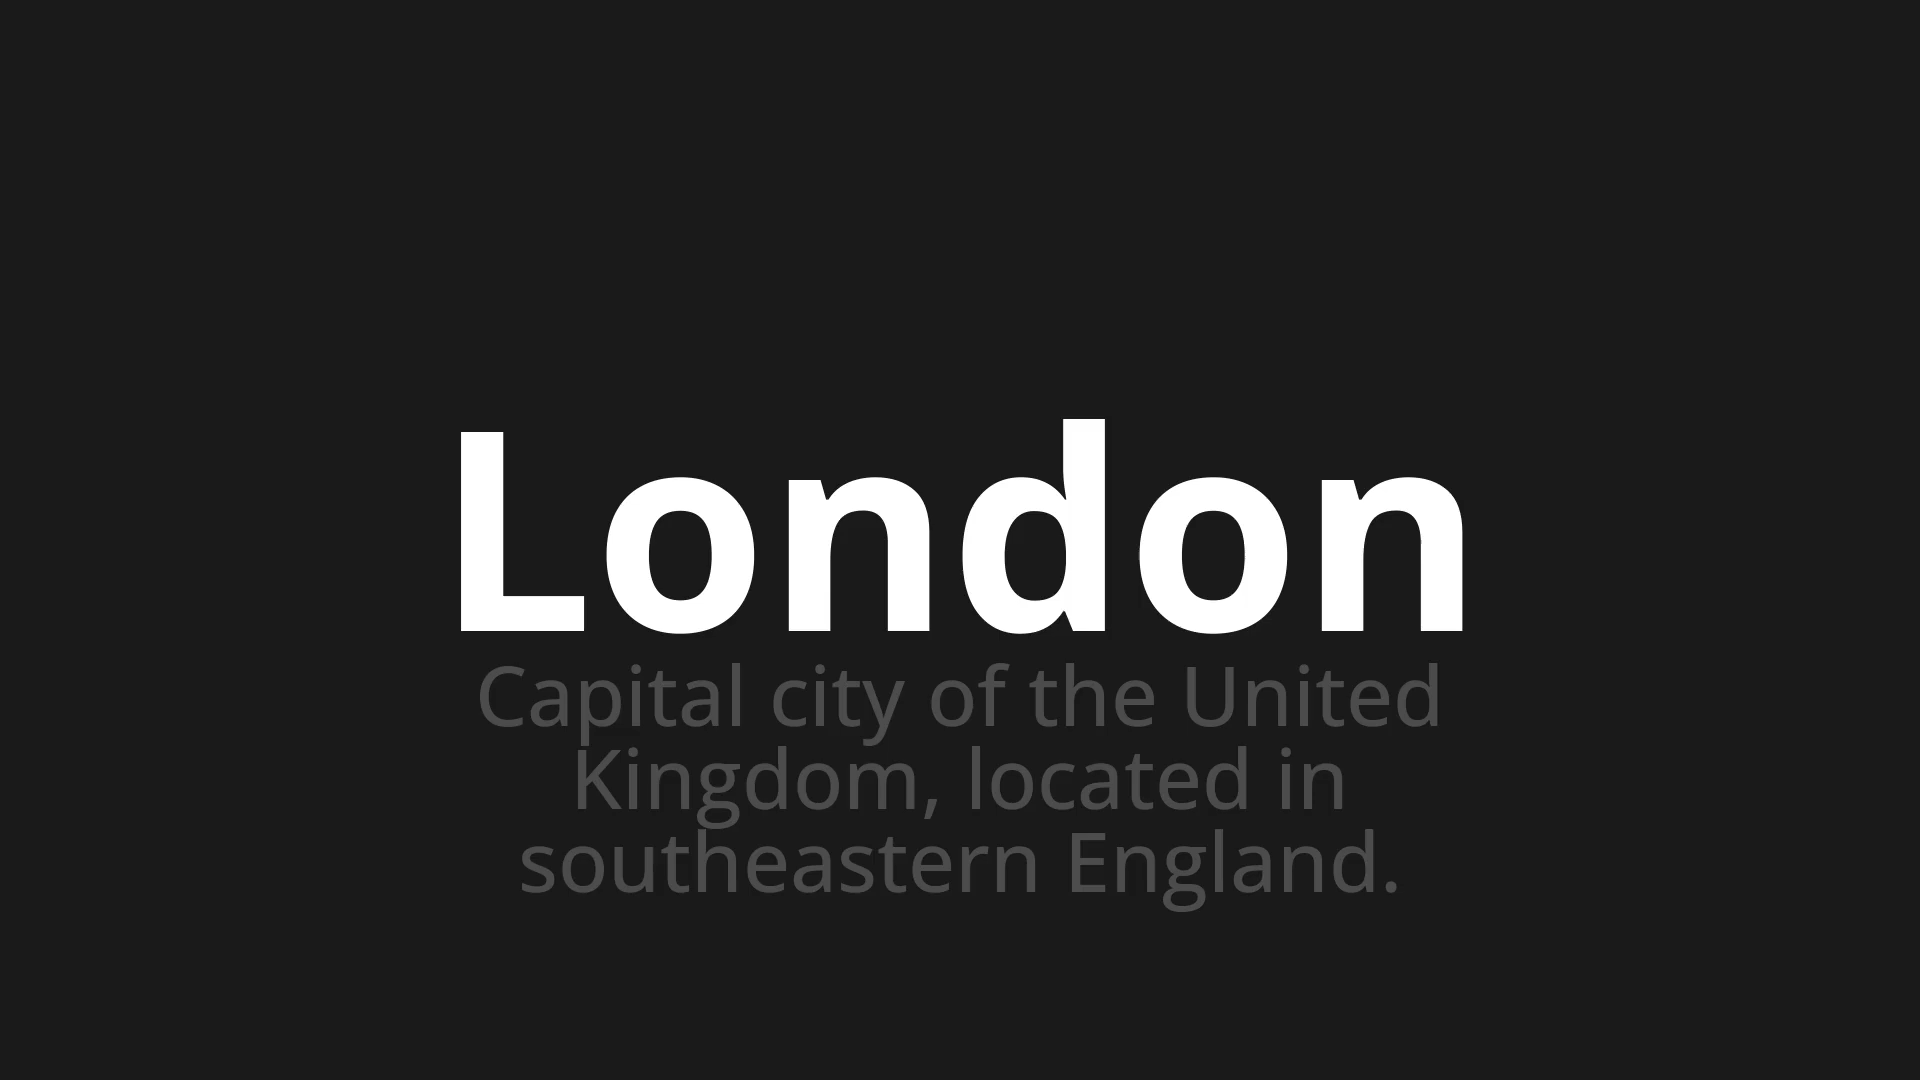 London
Capital city of the United
Kingdom, located in
southeastern England.